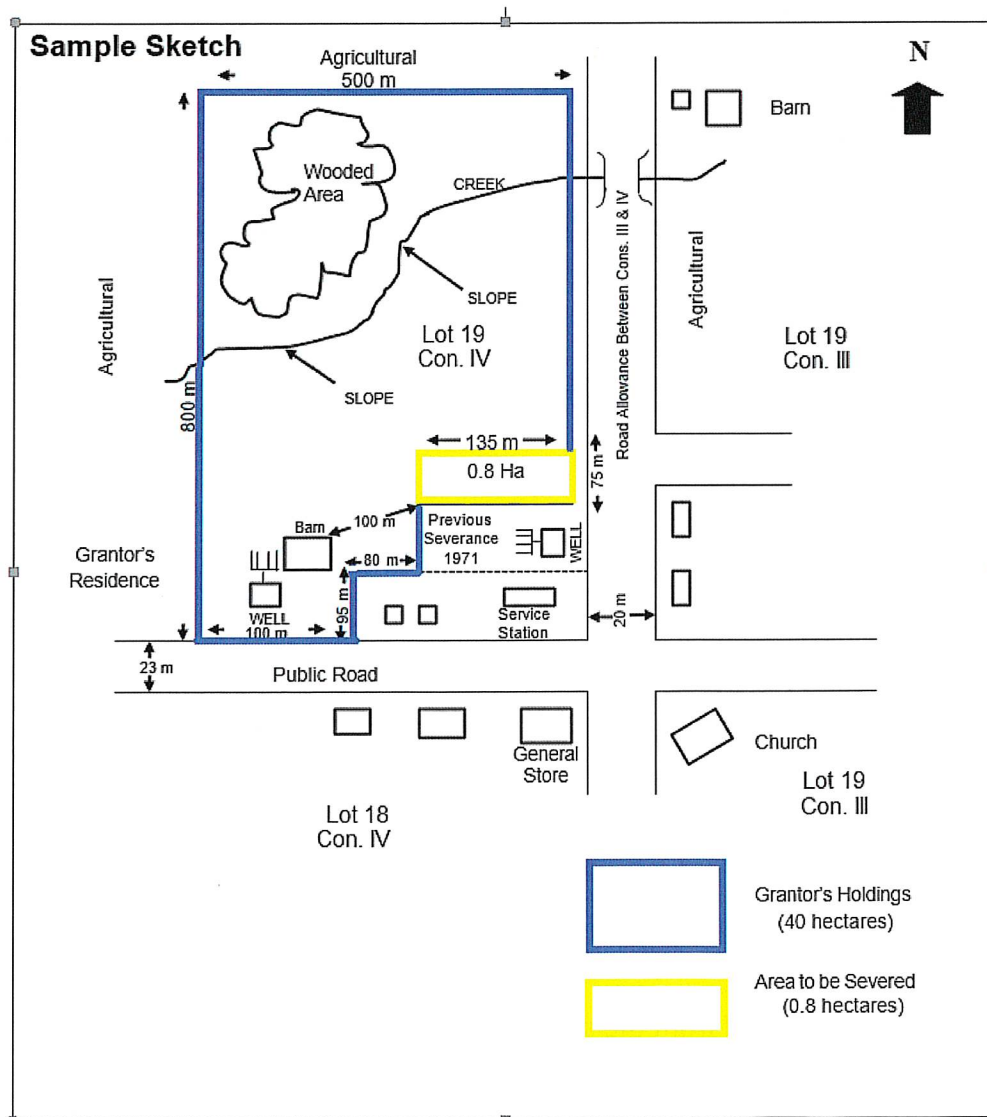 Sample Sketch
Agricultural
500 m
N
Barn
Wooded
Area
CREEK
SLOPE
Agricultural
Road Allowance Between Cons. III & IV
Agricultural
Lot 19
Con. IV
Lot 19
Con. III
SLOPE
800 m
135 m
0.8 Ha
75 m
100 m
Previous
Severance
1971
Barn
WELL
Grantor's
Residence
80 m
95 m
WELL
100 m
Service
Station
20 m
23 m
Public Road
General
Store
Church
Lot 18
Con. IV
Lot 19
Con. III
Grantor's Holdings
(40 hectares)
Area to be Severed
(0.8 hectares)